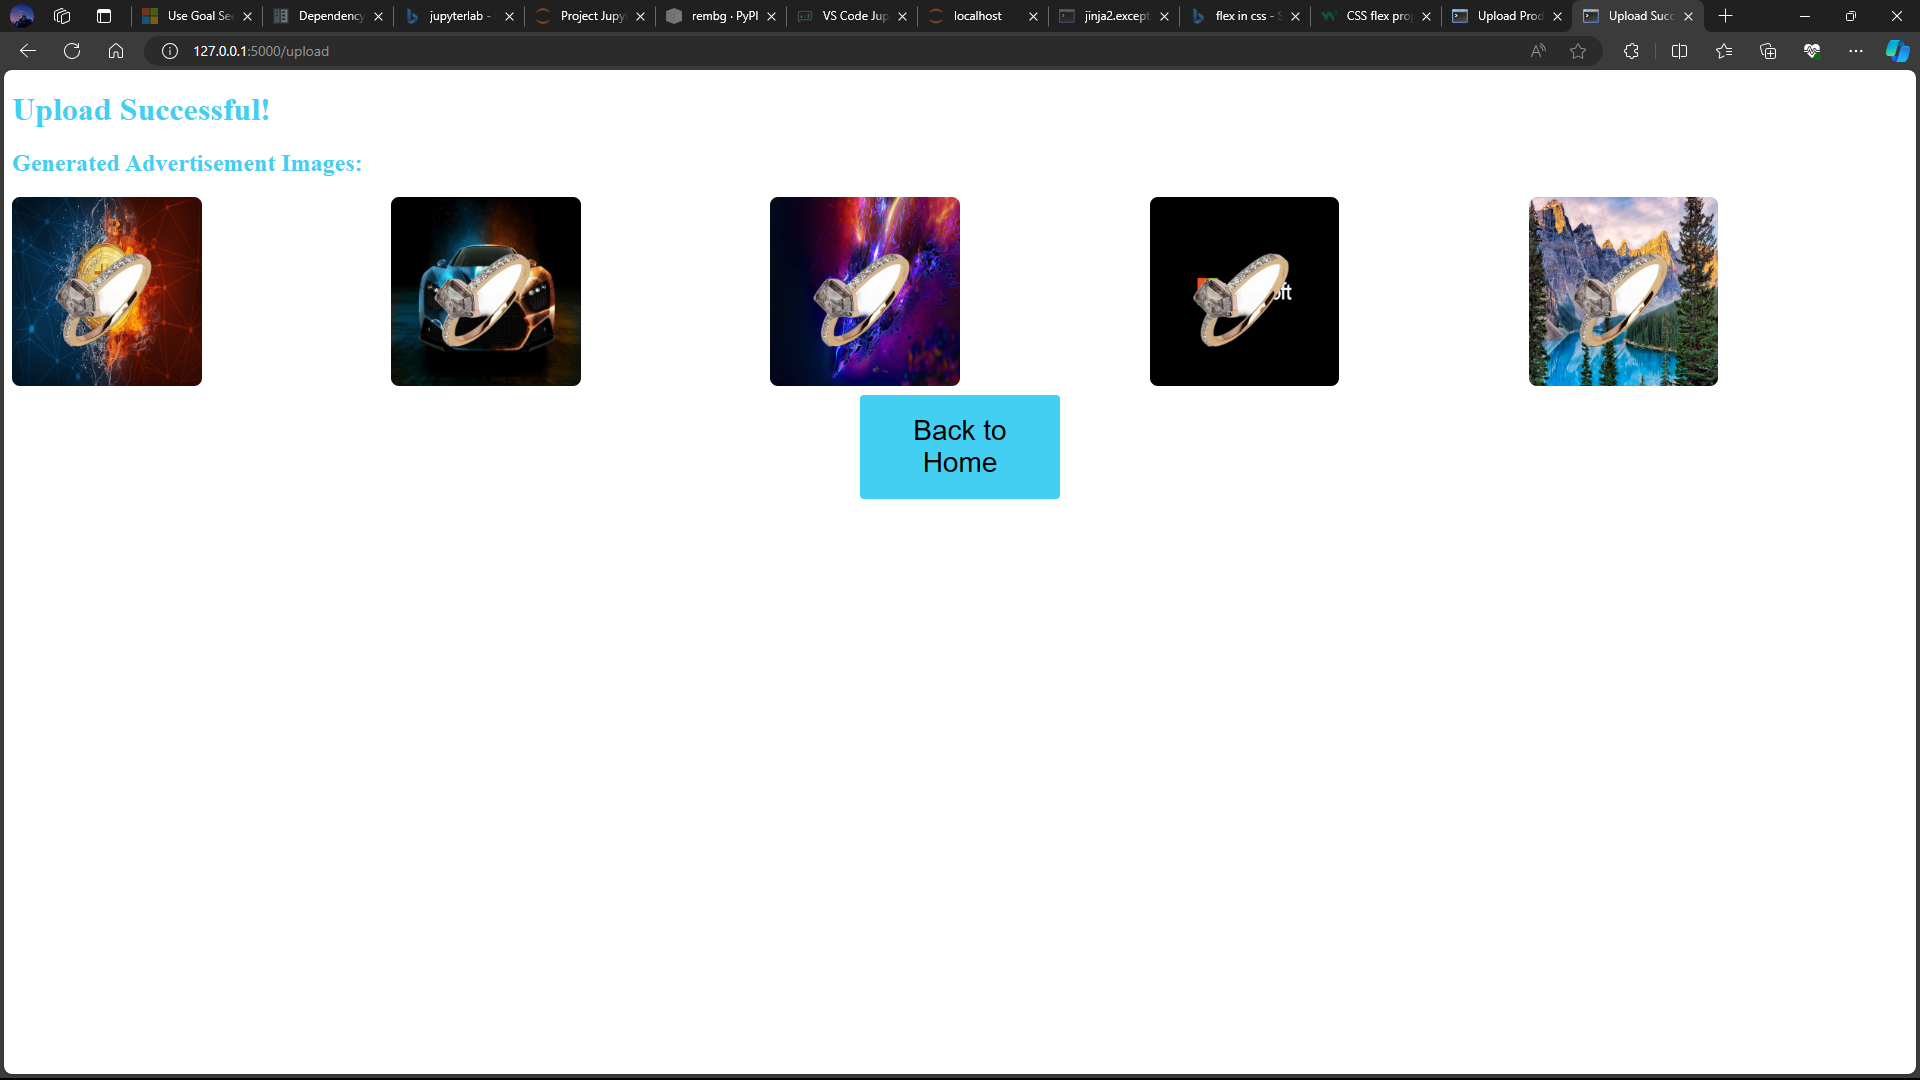 Use Goal Se
Dependency
jupyterlab -
Project Jupy
rembg · PyPI
VS Code Jup
localhost
jinja2.except
flex in css - S
CSS flex prop
Upload Prod
Upload Succ
127.0.0.1:5000/upload
Upload Successful!
Generated Advertisement Images:
oft
Back to
Home